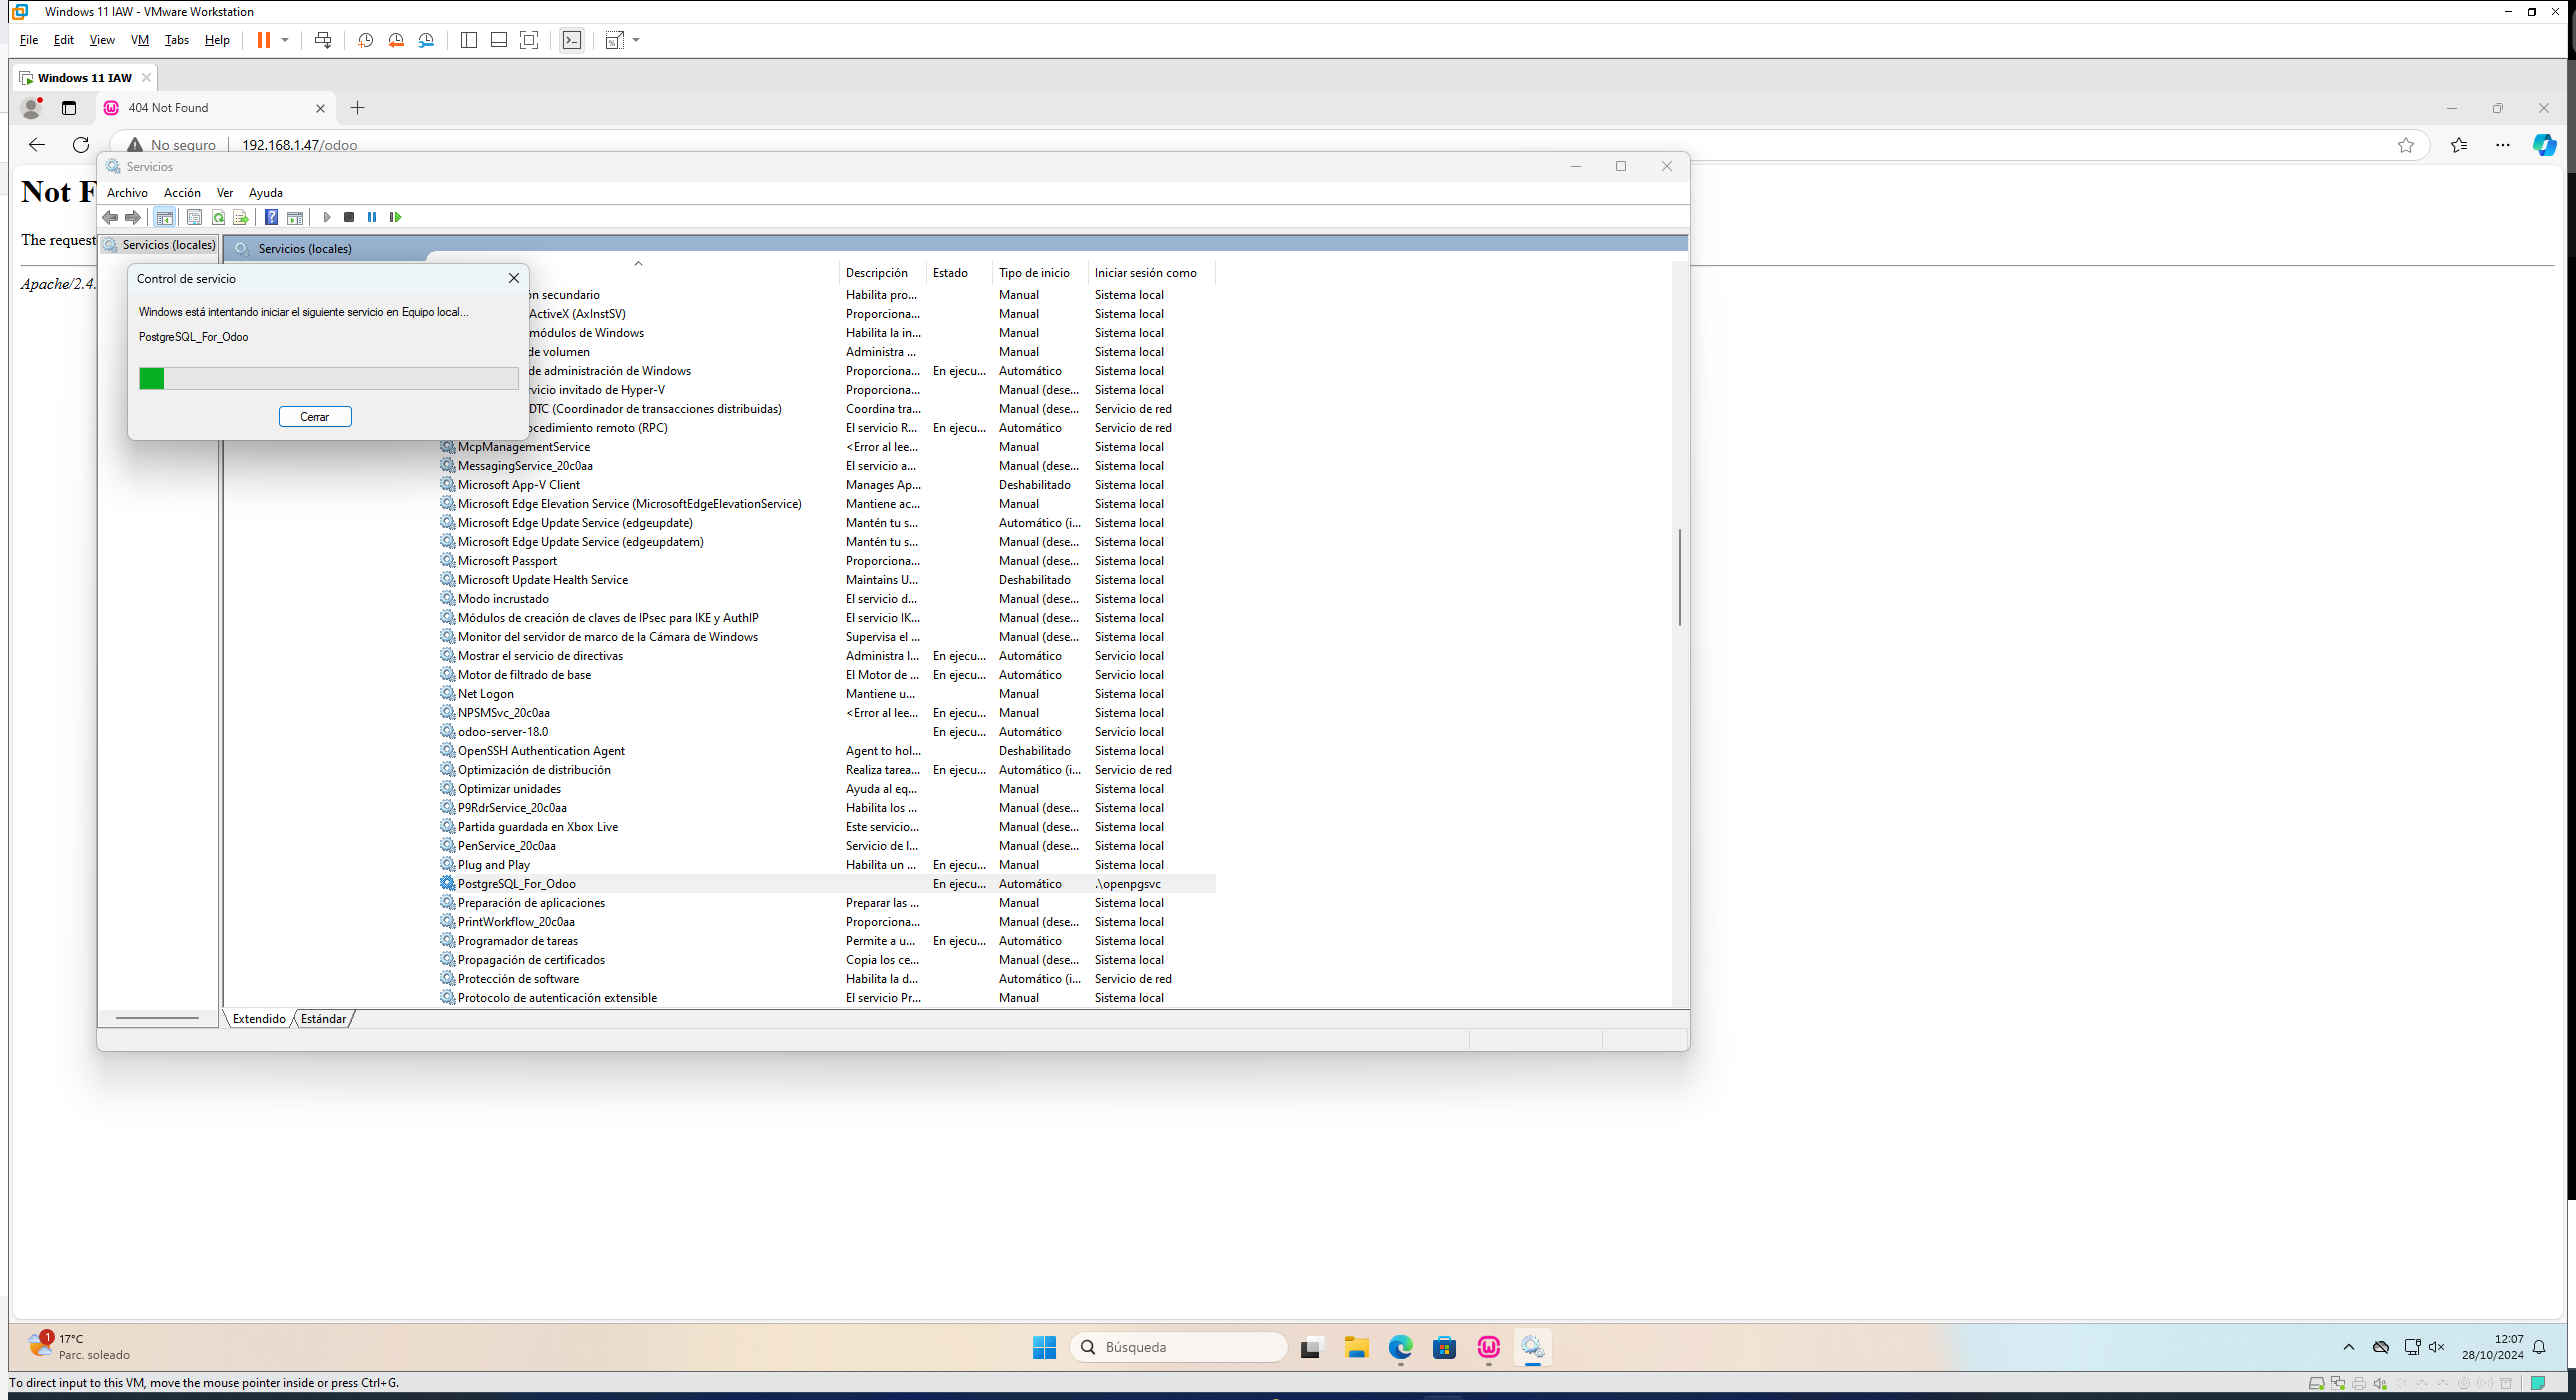 Windows 11 IAW - VMware Workstation
File Edit View VM Tabs Help
Windows 11 IAW
404 Not Found
No seguro 192.168.1.47/odoo
Not F
The request
Apache/2.4.
Servicios
Archivo Acción Ver Ayuda
Servicios (locales)
Servicios (locales)
Control de servicio
Windows está intentando iniciar el siguiente servicio en Equipo local...
PostgreSQL_For_Odoo
Cerrar
Descripción Estado Tipo de inicio Iniciar sesión como
ón secundario Habilita pro... Manual Sistema local
ActiveX (AxInstSV) Proporciona... Manual Sistema local
módulos de Windows Habilita la in... Manual Sistema local
de volumen Administra ... Manual Sistema local
de administración de Windows Proporciona... En ejecu... Automático Sistema local
rvicio invitado de Hyper-V Proporciona... Manual (dese... Sistema local
DTC (Coordinador de transacciones distribuidas) Coordina tra... Manual (dese... Servicio de red
ocedimiento remoto (RPC) El servicio R... En ejecu... Automático Servicio de red
McpManagementService <Error al lee... Manual Sistema local
MessagingService_20c0aa El servicio a... Manual (dese... Sistema local
Microsoft App-V Client Manages Ap... Deshabilitado Sistema local
Microsoft Edge Elevation Service (MicrosoftEdgeElevationService) Mantiene ac... Manual Sistema local
Microsoft Edge Update Service (edgeupdate) Mantén tu s... Automático (i... Sistema local
Microsoft Edge Update Service (edgeupdatem) Mantén tu s... Manual (dese... Sistema local
Microsoft Passport Proporciona... Manual (dese... Sistema local
Microsoft Update Health Service Maintains U... Deshabilitado Sistema local
Modo incrustado El servicio d... Manual (dese... Sistema local
Módulos de creación de claves de IPsec para IKE y AuthIP El servicio IK... Manual (dese... Sistema local
Monitor del servidor de marco de la Cámara de Windows Supervisa el ... Manual (dese... Sistema local
Mostrar el servicio de directivas Administra l... En ejecu... Automático Servicio local
Motor de filtrado de base El Motor de ... En ejecu... Automático Servicio local
Net Logon Mantiene u... Manual Sistema local
NPSMSvc_20c0aa <Error al lee... En ejecu... Manual Sistema local
odoo-server-18.0 En ejecu... Automático Servicio local
OpenSSH Authentication Agent Agent to hol... Deshabilitado Sistema local
Optimización de distribución Realiza tarea... En ejecu... Automático (i... Servicio de red
Optimizar unidades Ayuda al eq... Manual Sistema local
P9RdrService_20c0aa Habilita los ... Manual (dese... Sistema local
Partida guardada en Xbox Live Este servicio... Manual (dese... Sistema local
PenService_20c0aa Servicio de l... Manual (dese... Sistema local
Plug and Play Habilita un ... En ejecu... Manual Sistema local
PostgreSQL_For_Odoo En ejecu... Automático .\openpgsvc
Preparación de aplicaciones Preparar las ... Manual Sistema local
PrintWorkflow_20c0aa Proporciona... Manual (dese... Sistema local
Programador de tareas Permite a u... En ejecu... Automático Sistema local
Propagación de certificados Copia los ce... Manual (dese... Sistema local
Protección de software Habilita la d... Automático (i... Servicio de red
Protocolo de autenticación extensible El servicio Pr... Manual Sistema local
Extendido Estándar
1
17°C
Parc. soleado
Búsqueda
12:07
28/10/2024
To direct input to this VM, move the mouse pointer inside or press Ctrl+G.